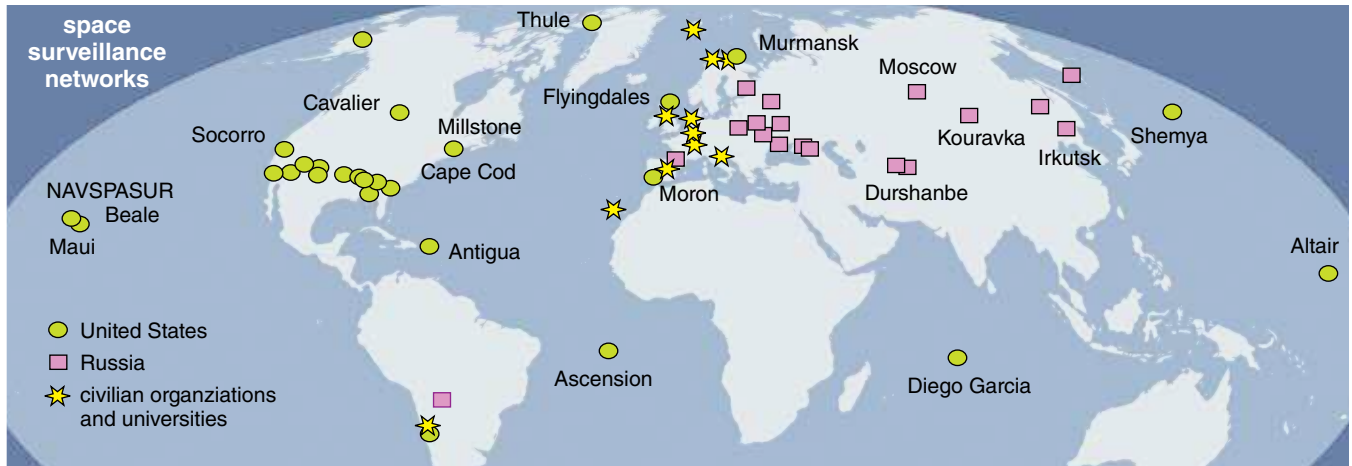 space
surveillance
networks
Thule
Murmansk
Moscow
Cavalier
Flyingdales
Millstone
Socorro
Kouravka
Shemya
Irkutsk
Cape Cod
NAVSPASUR
Moron
Durshanbe
Beale
Maui
Antigua
Altair
United States
Russia
Ascension
Diego Garcia
civilian organziations
and universities